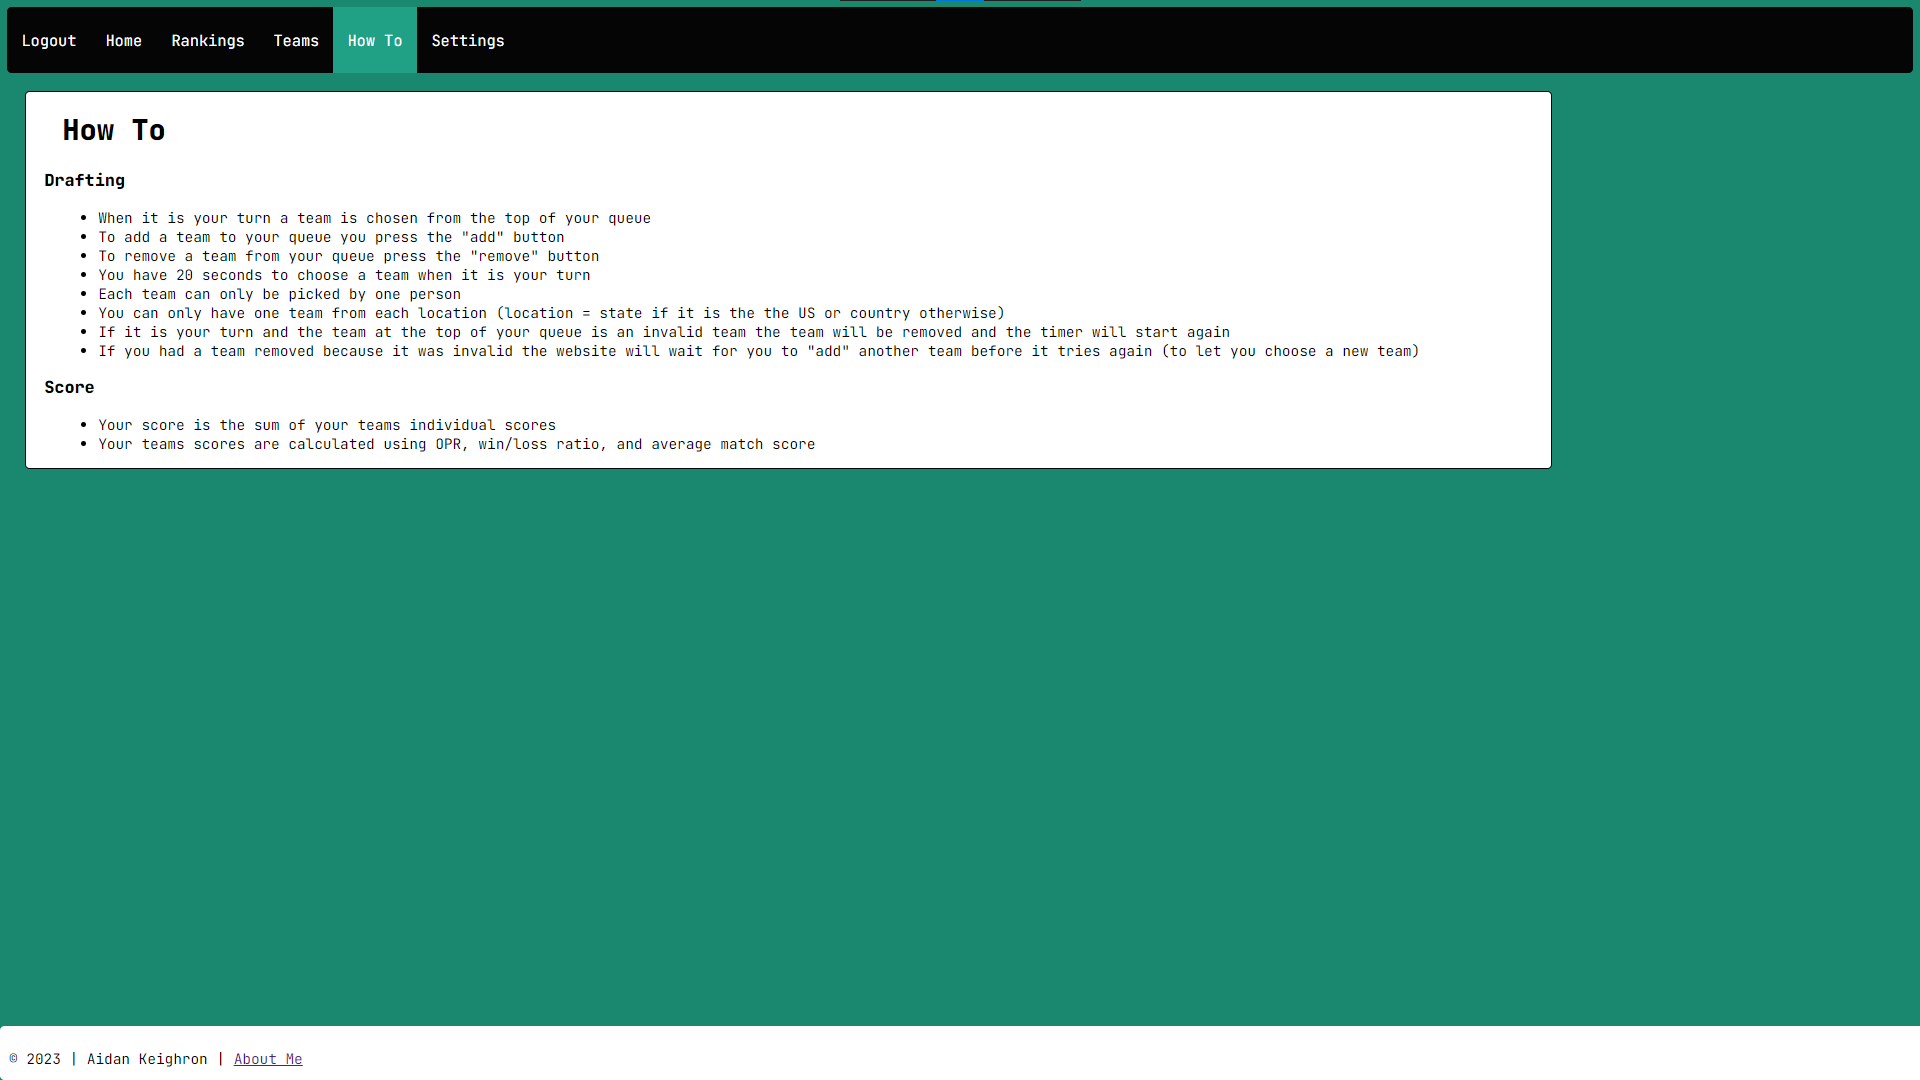 Logout Home Rankings Teams How To Settings
How To
Drafting
• When it is your turn a team is chosen from the top of your queue
• To add a team to your queue you press the "add" button
• To remove a team from your queue press the "remove" button
• You have 20 seconds to choose a team when it is your turn
• Each team can only be picked by one person
• You can only have one team from each location (location = state if it is the the US or country otherwise)
• If it is your turn and the team at the top of your queue is an invalid team the team will be removed and the timer will start again
• If you had a team removed because it was invalid the website will wait for you to "add" another team before it tries again (to let you choose a new team)
Score
• Your score is the sum of your teams individual scores
• Your teams scores are calculated using OPR, win/loss ratio, and average match score
© 2023 | Aidan Keighron | About Me